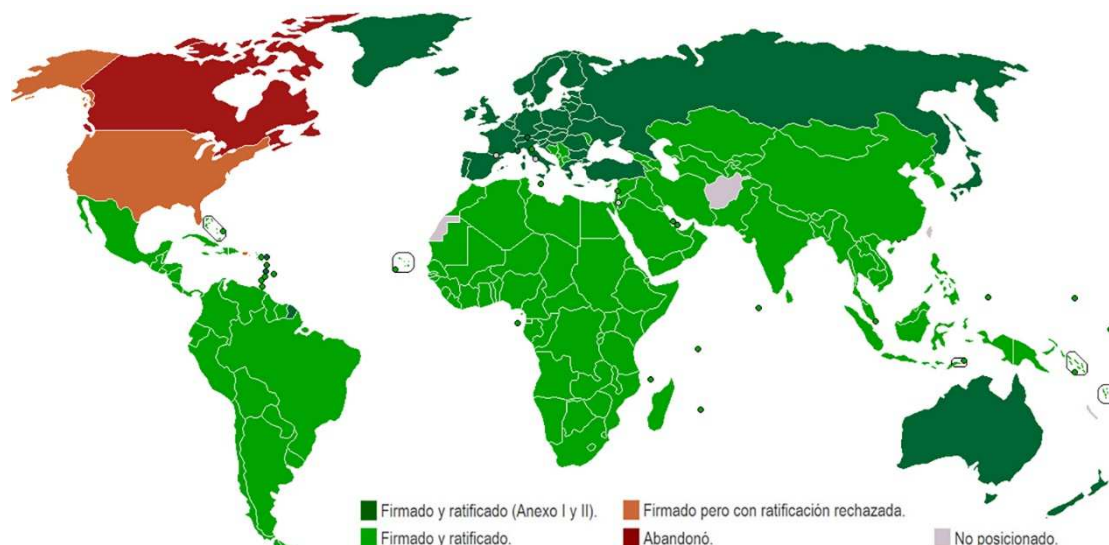 Firmado y ratificado (Anexo I y II).
Firmado pero con ratificación rechazada.
Firmado y ratificado.
Abandonó.
No posicionado.